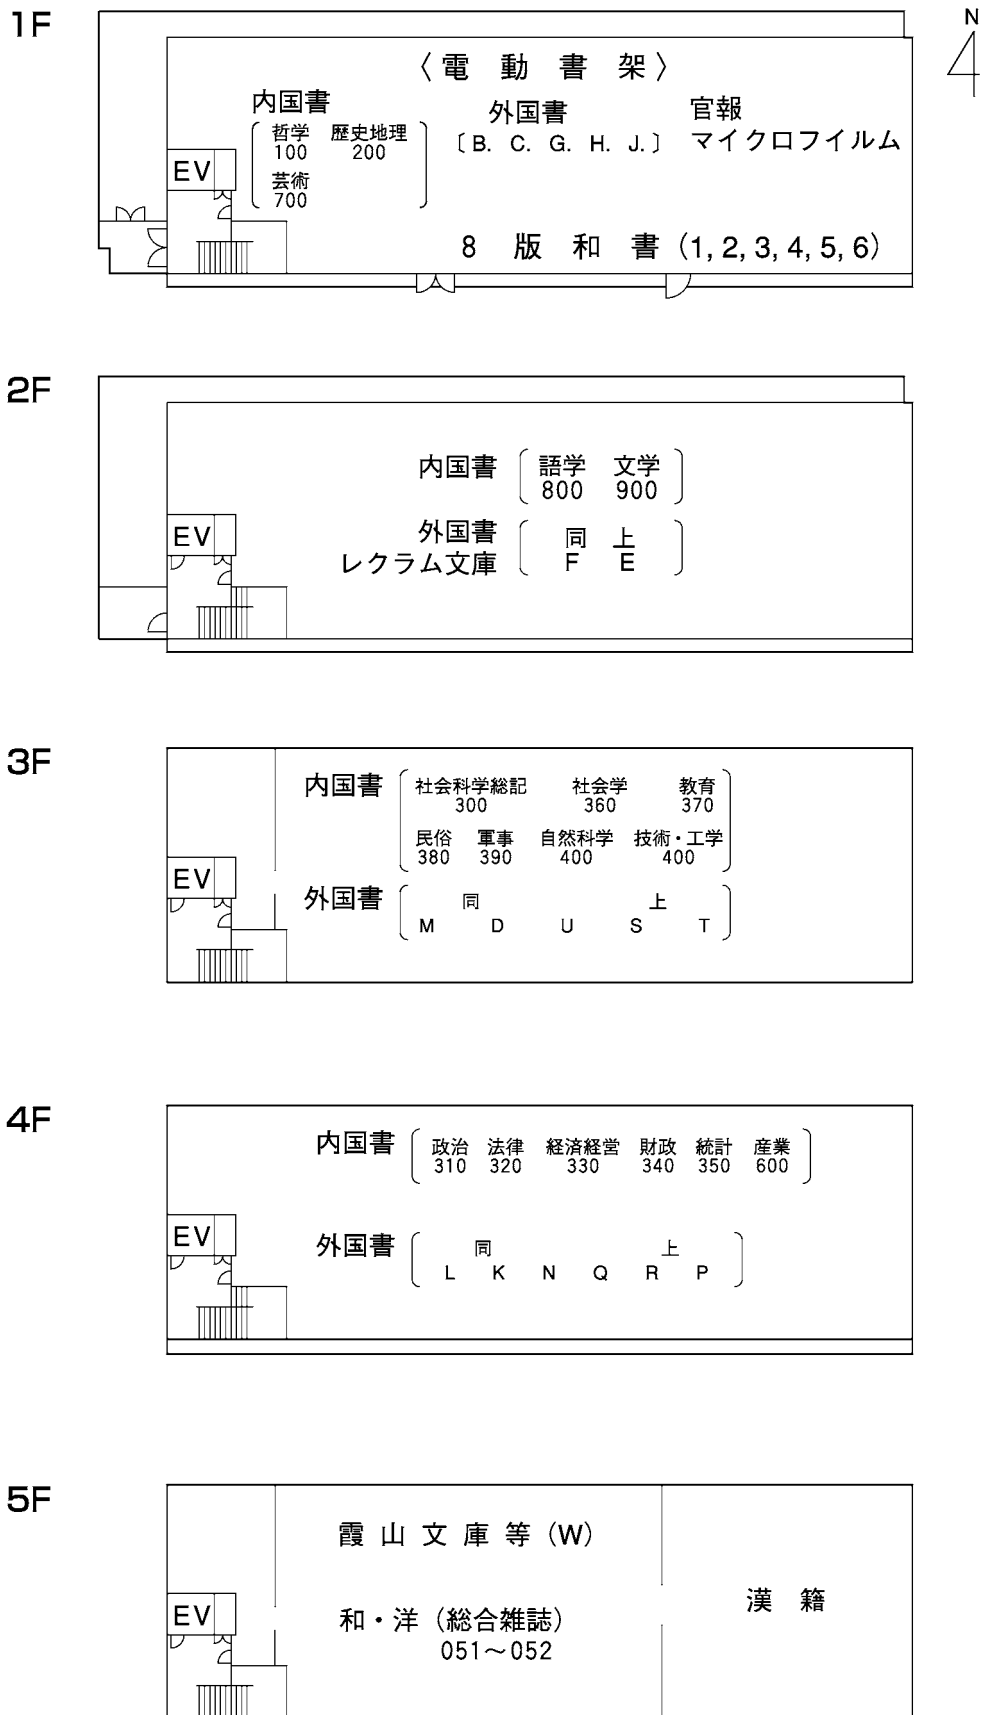 1F
N
〈電動書架〉
内国書
哲学 歴史地理
100 200
芸術
700
外国書
〔B. C. G. H. J.〕
官報
マイクロフイルム
EV
8版和書(1, 2, 3, 4, 5, 6)
2F
内国書 語学 文学
800 900
外国書 同上
レクラム文庫 F E
EV
3F
内国書 社会科学総記 社会学 教育
300 360 370
民俗 軍事 自然科学 技術・工学
380 390 400 400
EV
外国書 同上
M D U S T
4F
内国書 政治 法律 経済経営 財政 統計 産業
310 320 330 340 350 600
EV
外国書 同上
L K N Q R P
5F
霞山文庫等(W)
漢籍
EV
和・洋(総合雑誌)
051〜052